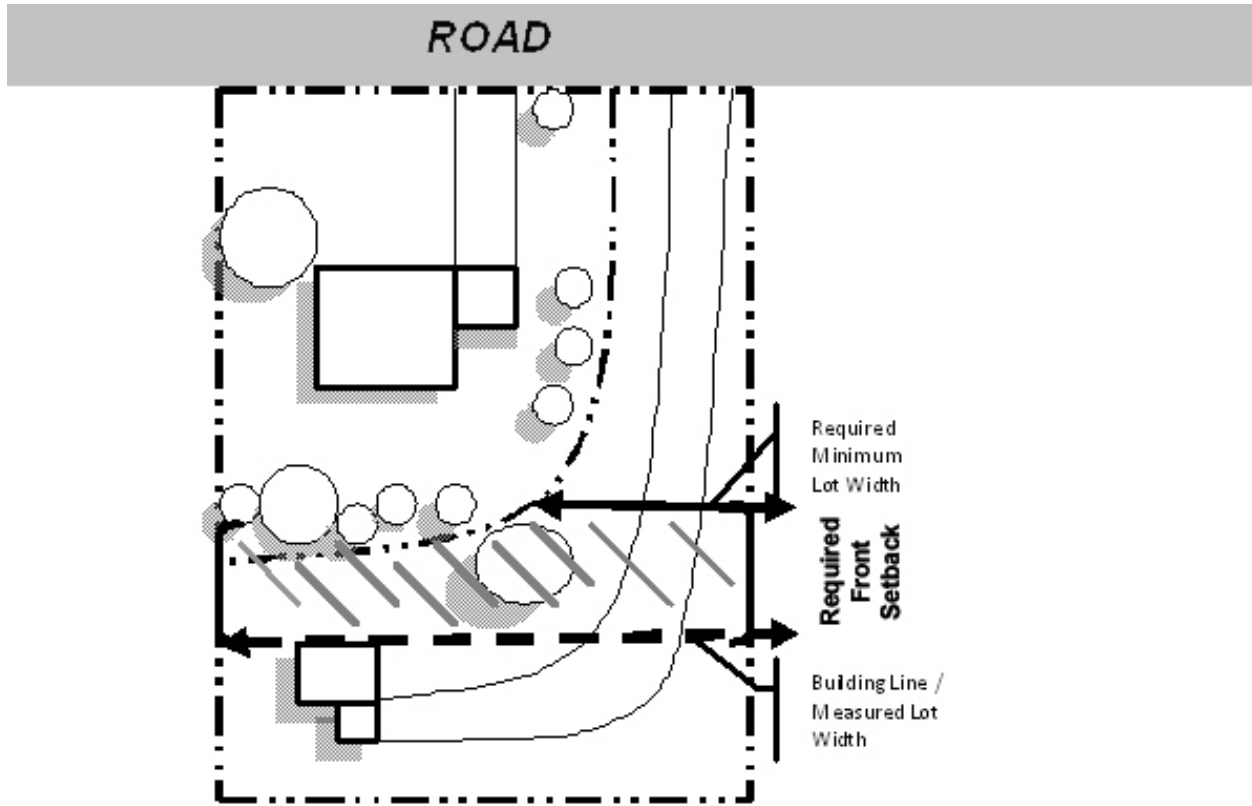 ROAD
Required
Minimum
Lot Width
Required
Front
Setback
Building Line /
Measured Lot
Width